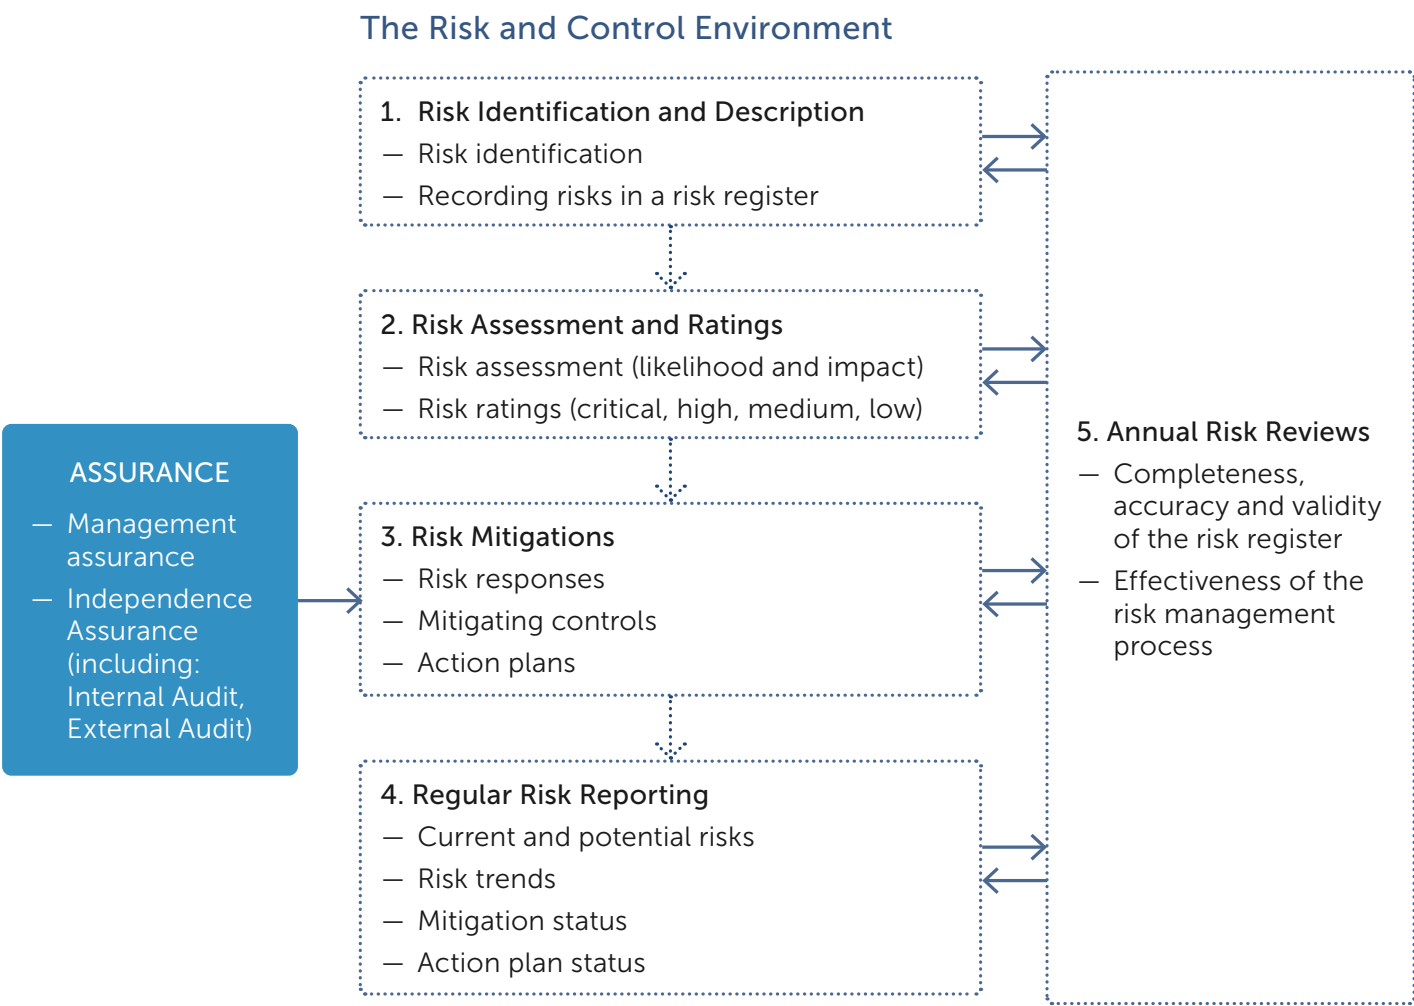 The Risk and Control Environment
1. Risk Identification and Description
— Risk identification
— Recording risks in a risk register
2. Risk Assessment and Ratings
— Risk assessment (likelihood and impact)
— Risk ratings (critical, high, medium, low)
ASSURANCE
— Management
assurance
— Independence
Assurance
(including:
Internal Audit,
External Audit)
3. Risk Mitigations
— Risk responses
— Mitigating controls
— Action plans
4. Regular Risk Reporting
— Current and potential risks
— Risk trends
— Mitigation status
— Action plan status
5. Annual Risk Reviews
— Completeness,
accuracy and validity
of the risk register
— Effectiveness of the
risk management
process